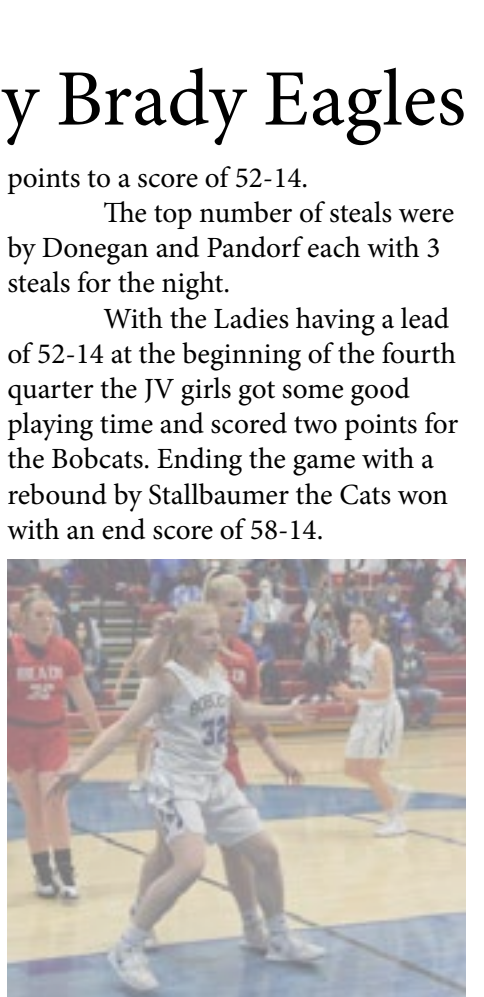 y Brady Eagles
points to a score of 52-14.
The top number of steals were
by Donegan and Pandorf each with 3
steals for the night.
With the Ladies having a lead
of 52-14 at the beginning of the fourth
quarter the JV girls got some good
playing time and scored two points for
the Bobcats. Ending the game with a
rebound by Stallbaumer the Cats won
with an end score of 58-14.
32